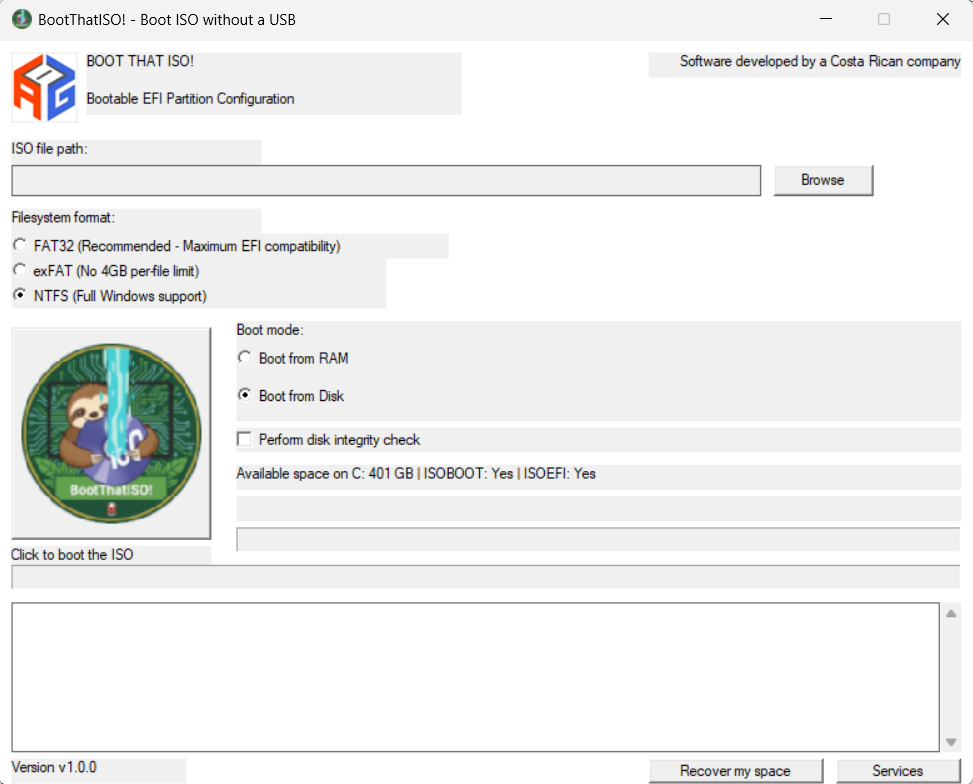 BootThatISO! - Boot ISO without a USB
BOOT THAT ISO!
Software developed by a Costa Rican company
Bootable EFI Partition Configuration
ISO file path:
Browse
Filesystem format:
FAT32 (Recommended - Maximum EFI compatibility)
exFAT (No 4GB per-file limit)
NTFS (Full Windows support)
Boot mode:
Boot from RAM
Boot from Disk
Perform disk integrity check
Available space on C: 401 GB | ISOBOOT: Yes | ISOEFI: Yes
BootThatISO!
Click to boot the ISO
Version v1.0.0
Recover my space
Services